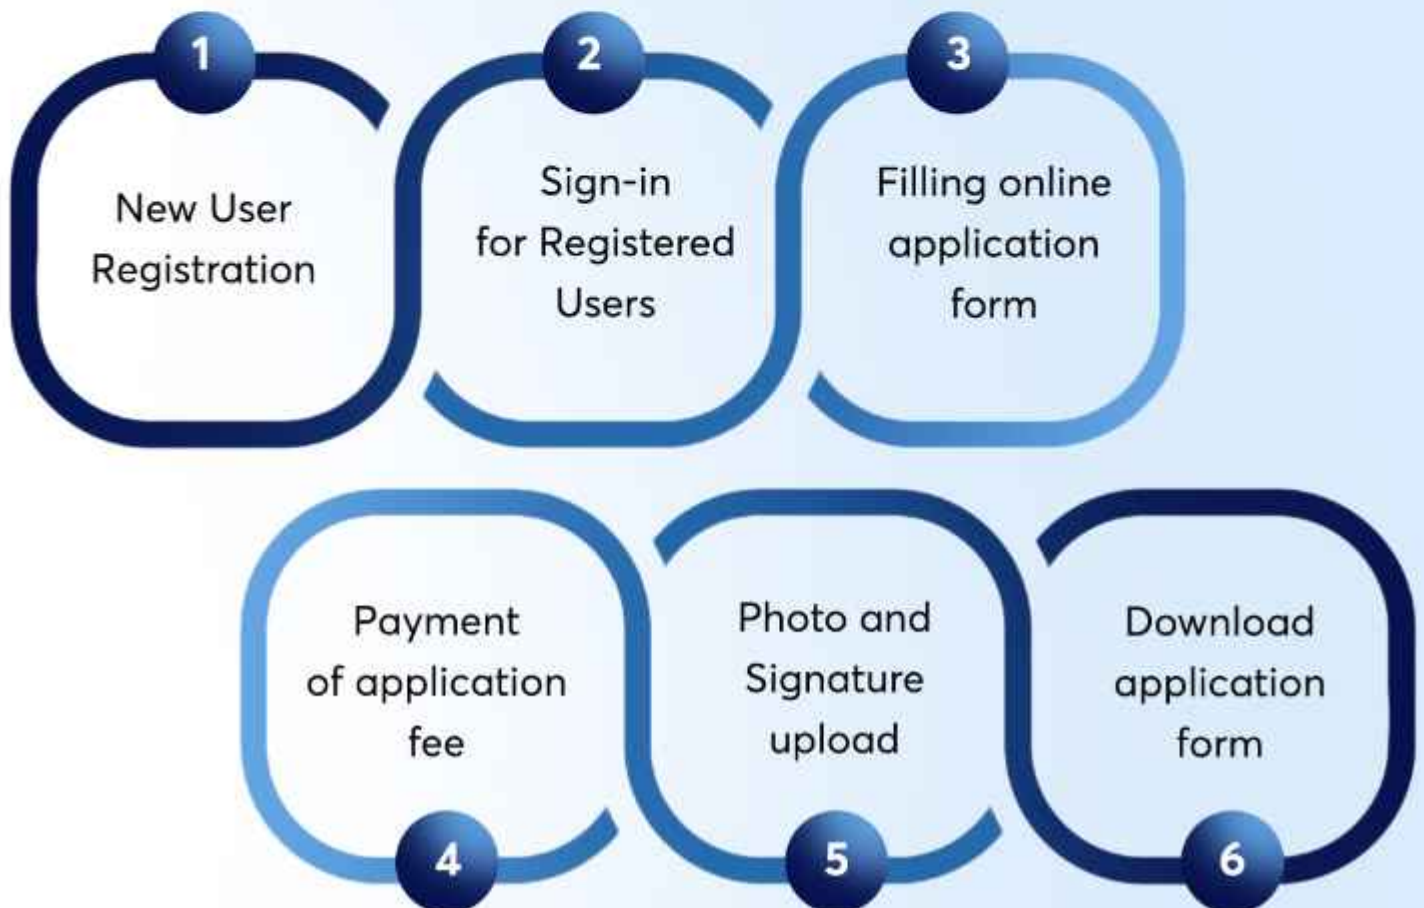 1
New User
Registration
2
Sign-in
for Registered
Users
3
Filling online
application
form
4
Payment
of application
fee
5
Photo and
Signature
upload
6
Download
application
form